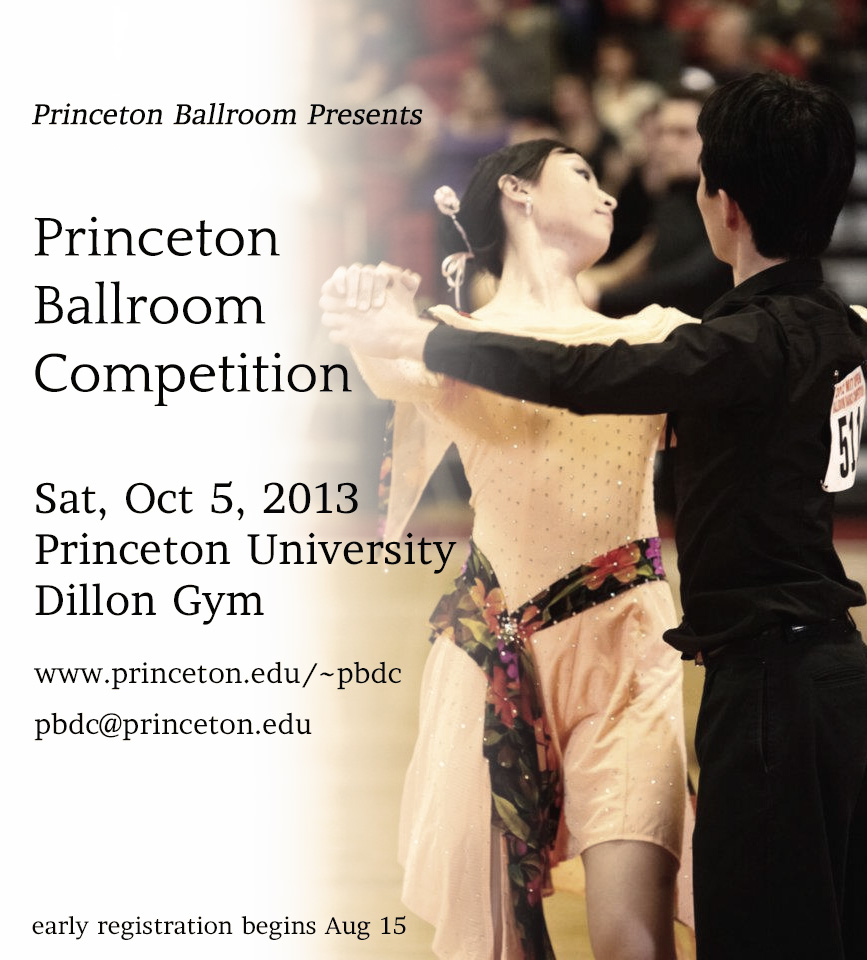 Princeton Ballroom Presents
Princeton
Ballroom
Competition
Sat, Oct 5, 2013
Princeton University
Dillon Gym
www.princeton.edu/~pbdc
pbdc@princeton.edu
early registration begins Aug 15
511